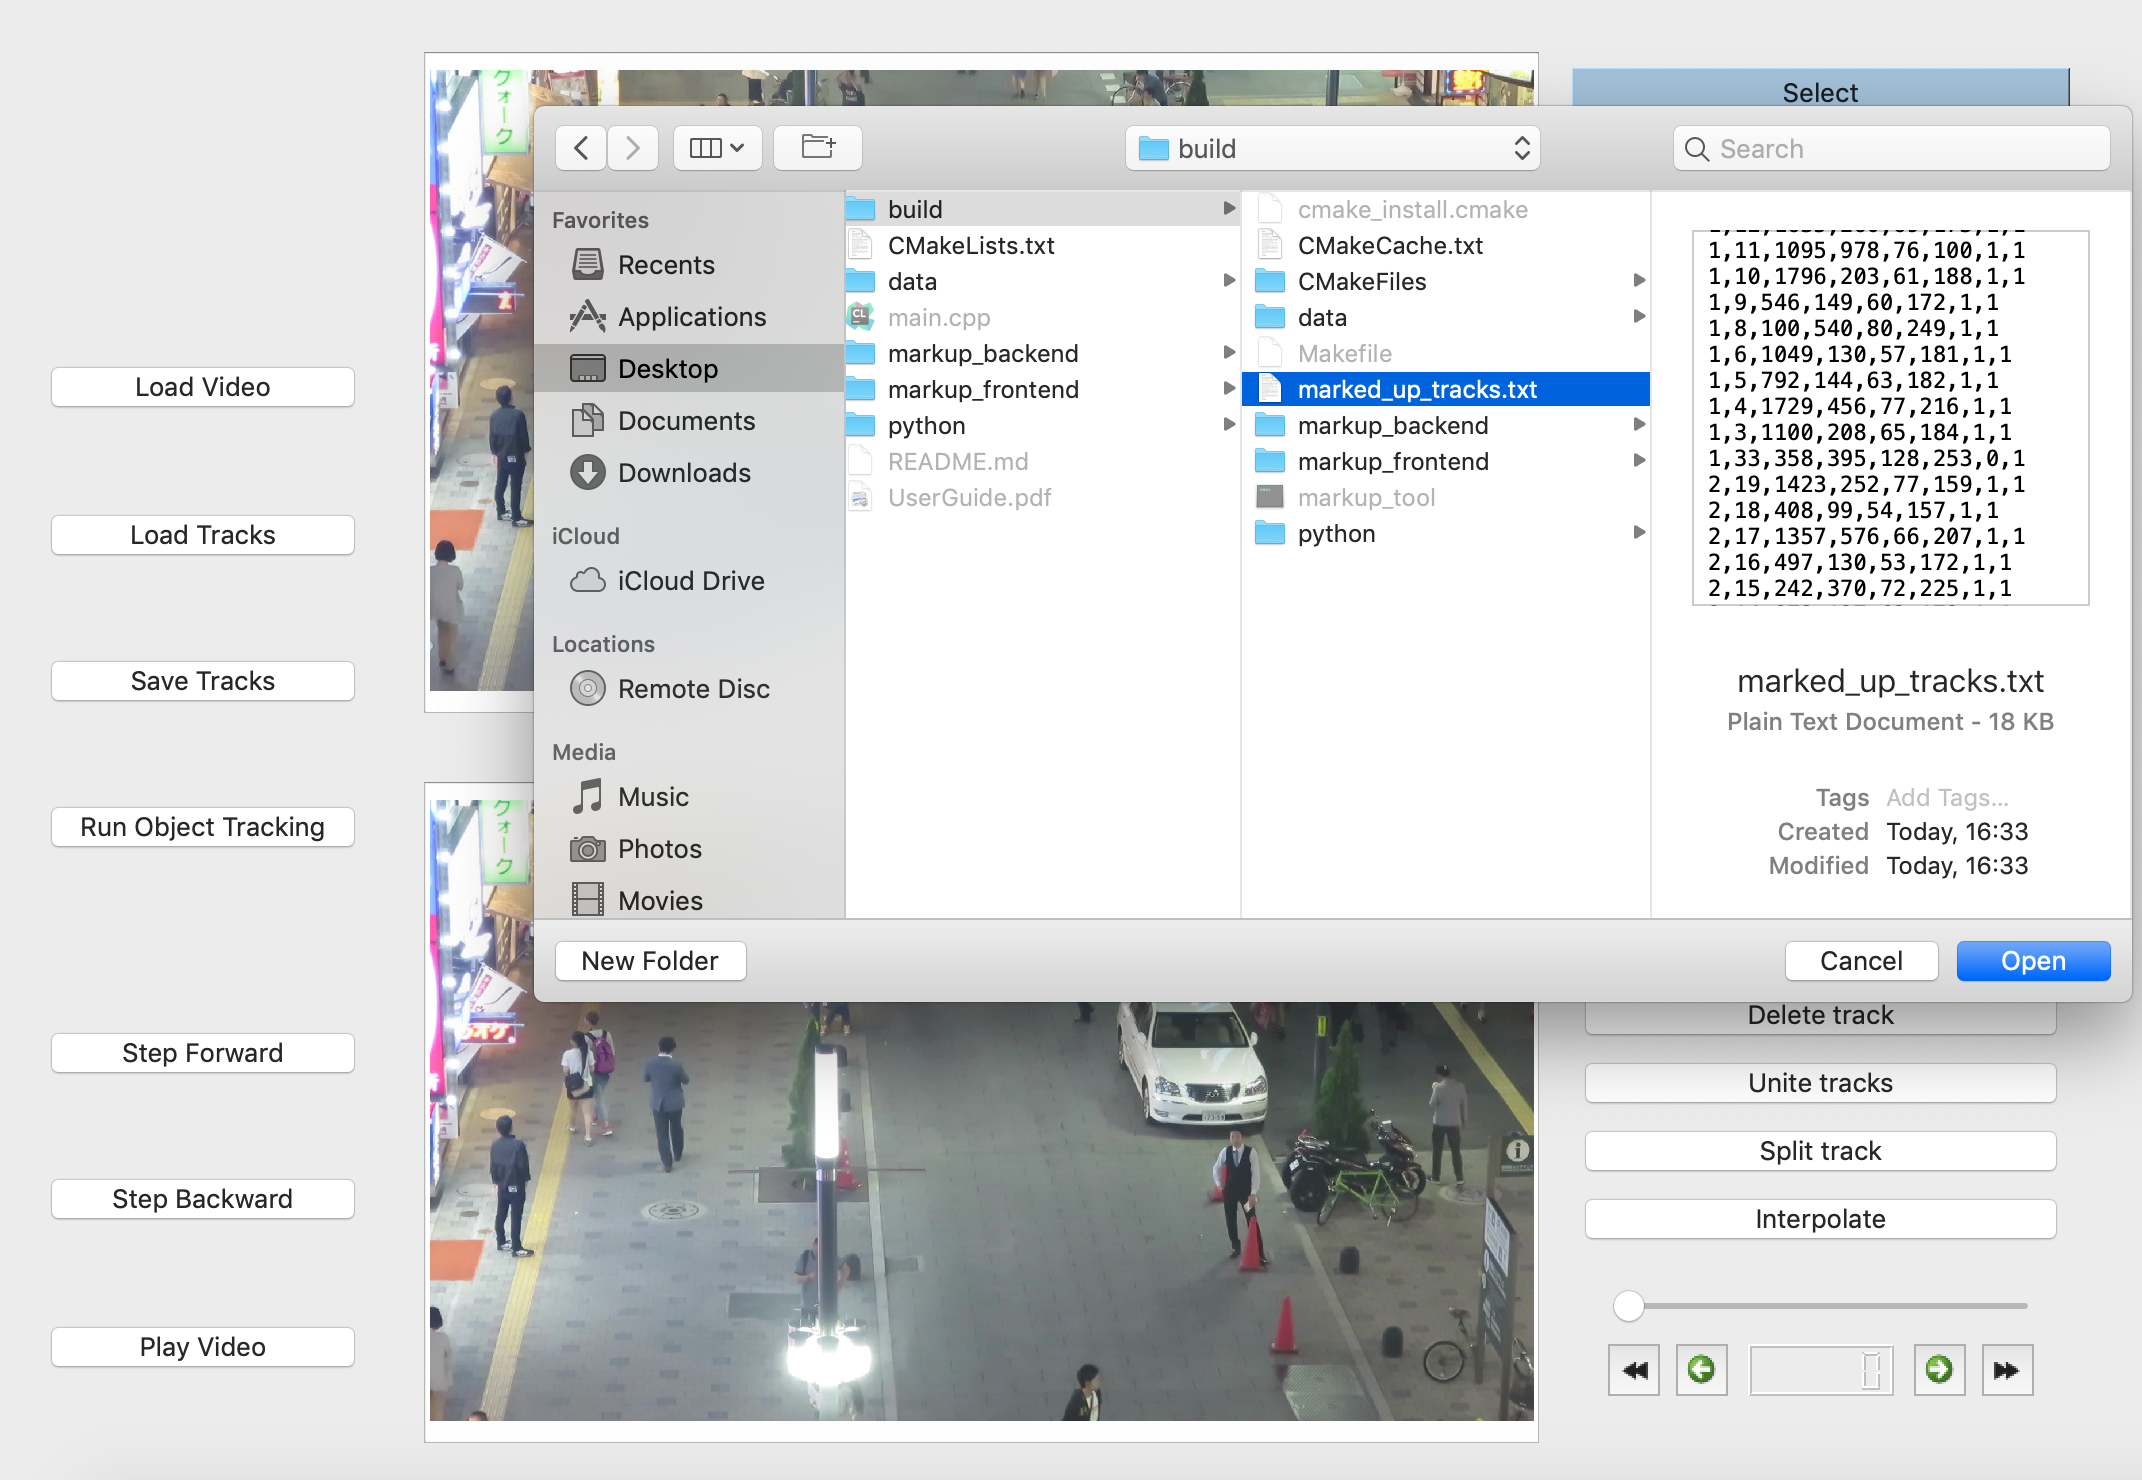 Select
build
Search
Favorites
Recents
Applications
Desktop
Documents
Downloads
iCloud
iCloud Drive
Locations
Remote Disc
Media
Music
Photos
Movies
build
CMakeLists.txt
data
main.cpp
markup_backend
markup_frontend
python
README.md
UserGuide.pdf
cmake_install.cmake
CMakeCache.txt
CMakeFiles
data
Makefile
marked_up_tracks.txt
markup_backend
markup_frontend
markup_tool
python
1,11,1095,978,76,100,1,1
1,10,1796,203,61,188,1,1
1,9,546,149,60,172,1,1
1,8,100,540,80,249,1,1
1,6,1049,130,57,181,1,1
1,5,792,144,63,182,1,1
1,4,1729,456,77,216,1,1
1,3,1100,208,65,184,1,1
1,33,358,395,128,253,0,1
2,19,1423,252,77,159,1,1
2,18,408,99,54,157,1,1
2,17,1357,576,66,207,1,1
2,16,497,130,53,172,1,1
2,15,242,370,72,225,1,1
marked_up_tracks.txt
Plain Text Document - 18 KB
Tags Add Tags...
Created Today, 16:33
Modified Today, 16:33
New Folder
Cancel
Open
Load Video
Load Tracks
Save Tracks
Run Object Tracking
Step Forward
Step Backward
Play Video
Delete track
Unite tracks
Split track
Interpolate
0
ウォーク
ウォーク